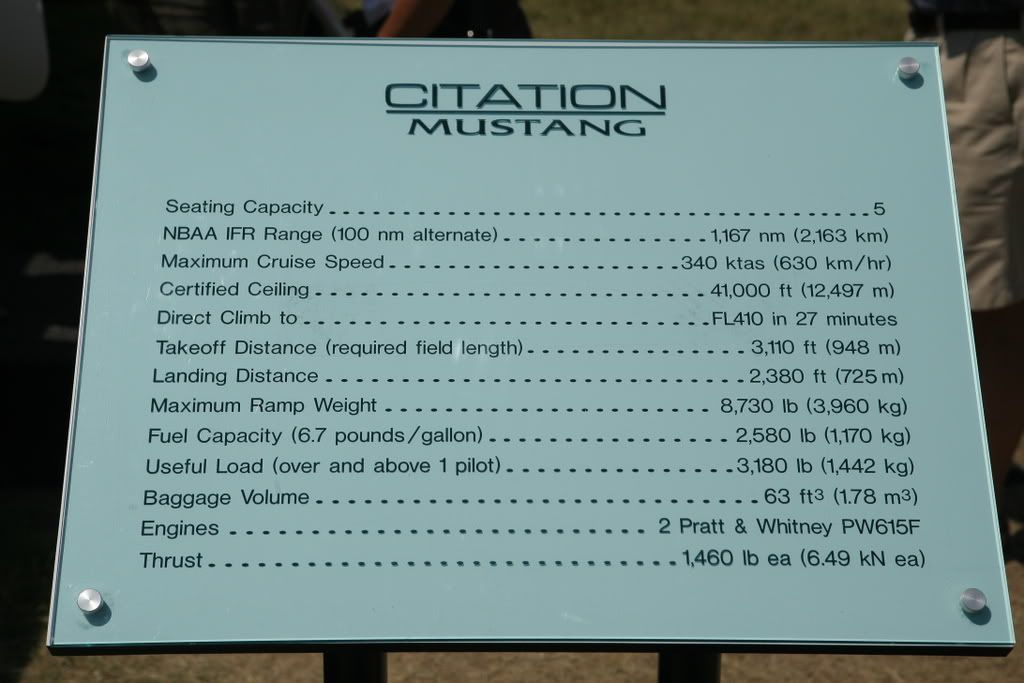 CITATION
MUSTANG
Seating Capacity..................................5
NBAA IFR Range (100 nm alternate).................1,167 nm (2,163 km)
Maximum Cruise Speed........................340 ktas (630 km/hr)
Certified Ceiling.................................41,000 ft (12,497 m)
Direct Climb to..................................FL410 in 27 minutes
Takeoff Distance (required field length)..................3,110 ft (948 m)
Landing Distance..................................2,380 ft (725 m)
Maximum Ramp Weight...........................8,730 lb (3,960 kg)
Fuel Capacity (6.7 pounds/gallon)....................2,580 lb (1,170 kg)
Useful Load (over and above 1 pilot)...................3,180 lb (1,442 kg)
Baggage Volume....................................63 ft³ (1.78 m³)
Engines..................................2 Pratt & Whitney PW615F
Thrust......................................1,460 lb ea (6.49 kN ea)